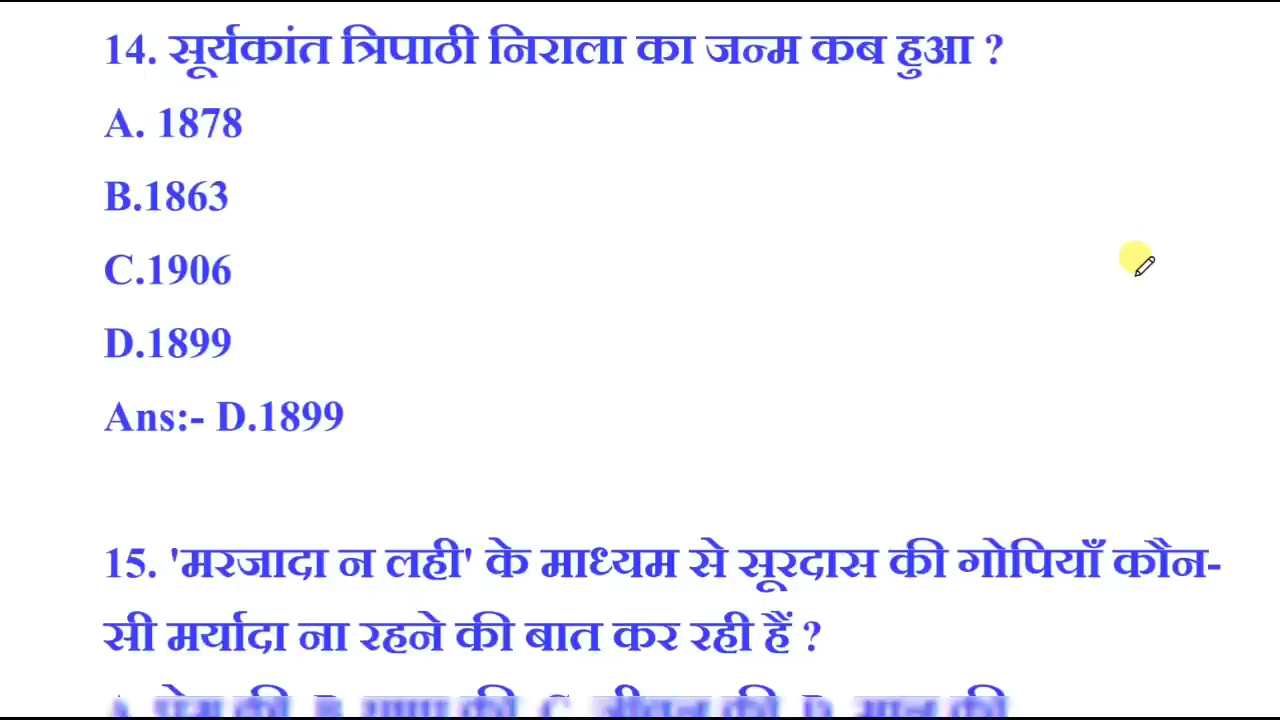 14. सूर्यकांत त्रिपाठी निराला का जन्म कब हुआ ?
A. 1878
B.1863
C.1906
D.1899
Ans:- D.1899
15. 'मरजादा न लही' के माध्यम से सूरदास की गोपियाँ कौन-
सी मर्यादा ना रहने की बात कर रही हैं ?
A. प्रेम की B. की C. जीवन की D.